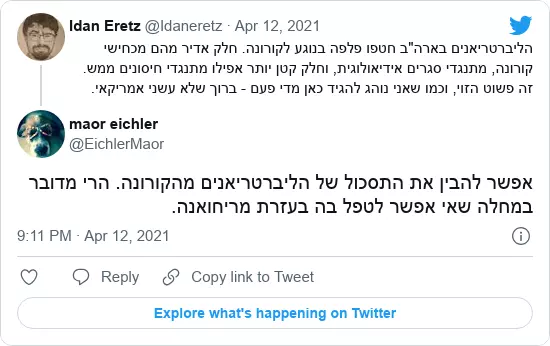 Idan Eretz @Idaneretz · Apr 12, 2021
הליברטריאנים בארה"ב חטפו פלפה בנוגע לקורונה. חלק אדיר מהם מכחישי
קורונה, מתנגדי סגרים אידיאולוגית, וחלק קטן יותר אפילו מתנגדי חיסונים ממש.
זה פשוט הזוי, וכמו שאני נוהג להגיד כאן מדי פעם - ברוך שלא עשני אמריקאי.
maor eichler
@EichlerMaor
אפשר להבין את התסכול של הליברטריאנים מהקורונה. הרי מדובר
במחלה שאי אפשר לטפל בה בעזרת מריחואנה.
9:11 PM · Apr 12, 2021
Reply Copy link to Tweet
Explore what's happening on Twitter